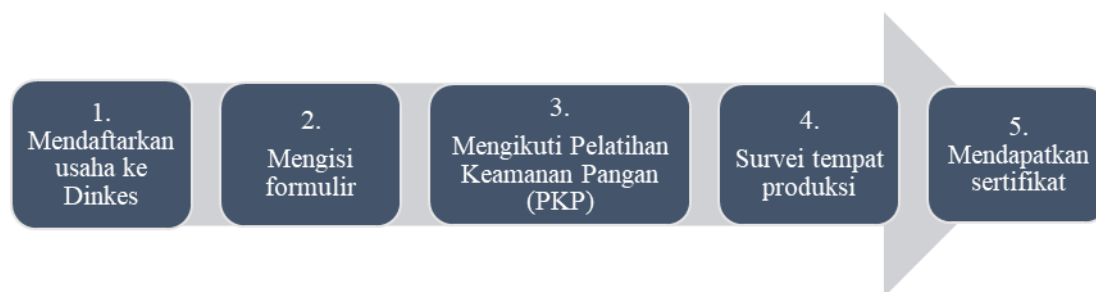 1.
Mendaftarkan
usaha ke
Dinkes
2.
Mengisi
formulir
3.
Mengikuti Pelatihan
Keamanan Pangan
(PKP)
4.
Survei tempat
produksi
5.
Mendapatkan
sertifikat